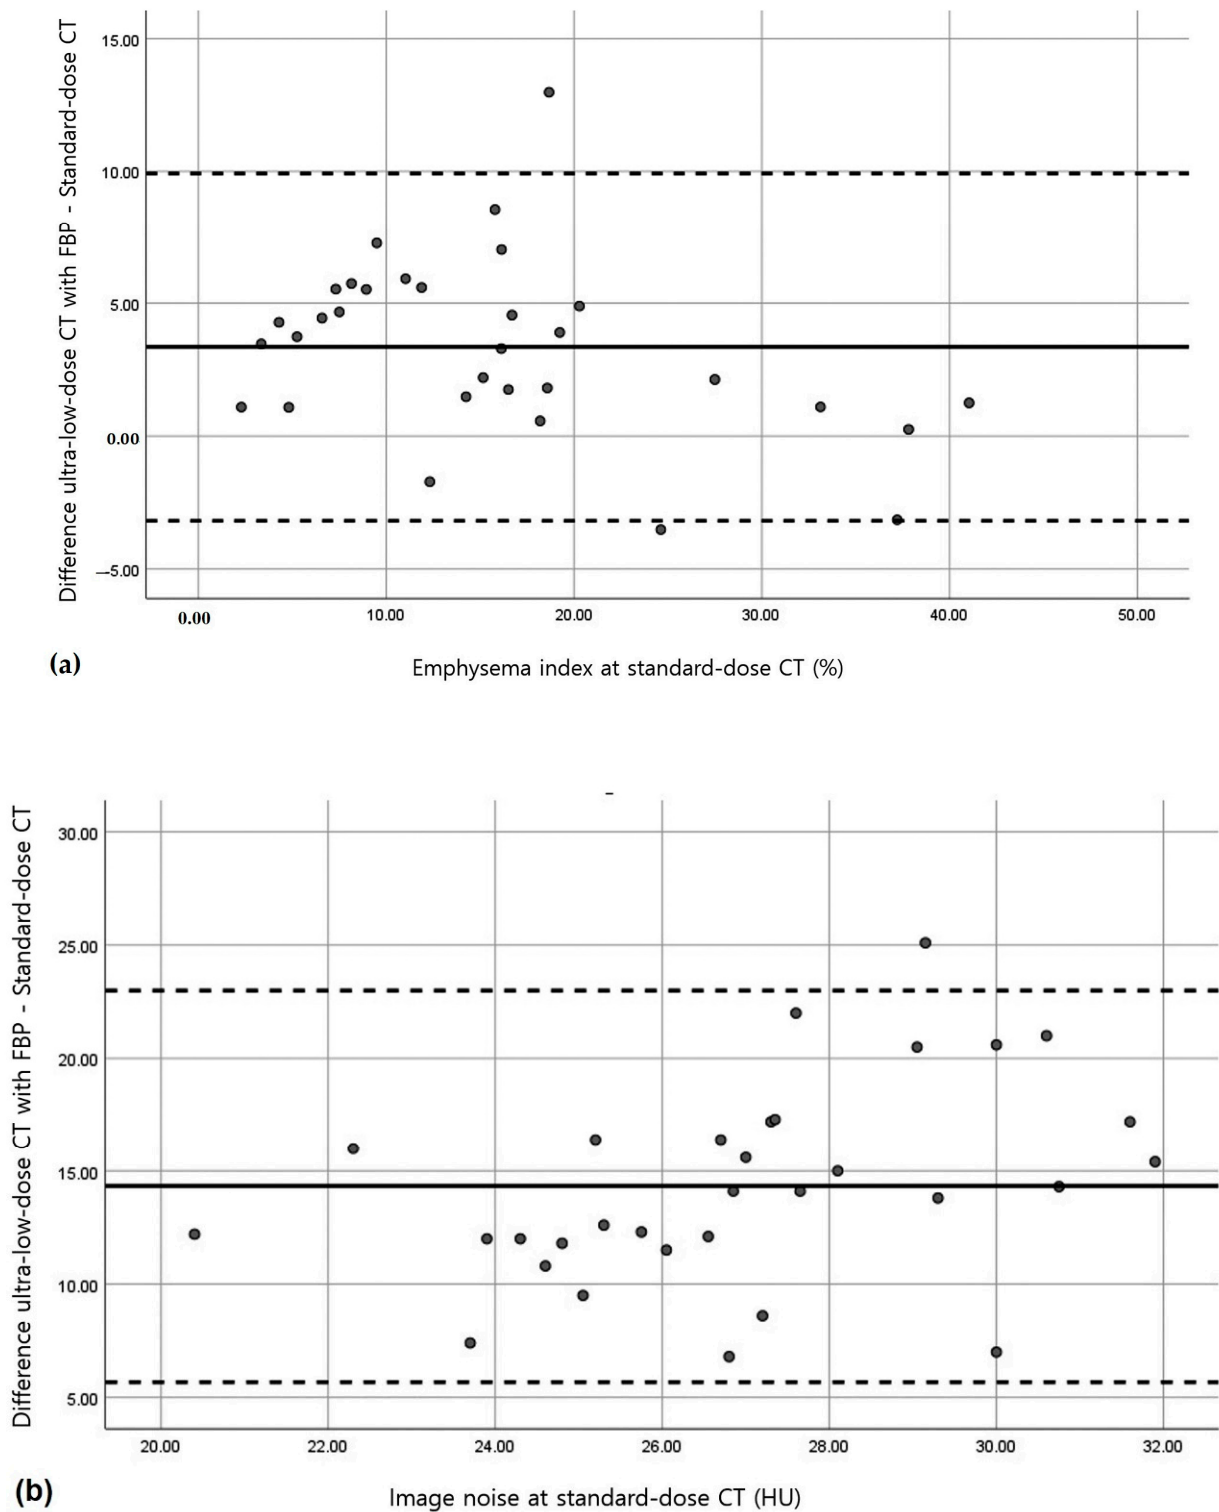 Difference ultra-low-dose CT with FBP - Standard-dose CT
15.00
10.00
5.00
0.00
—5.00
0.00 10.00 20.00 30.00 40.00 50.00
(a)
Emphysema index at standard-dose CT (%)
Difference ultra-low-dose CT with FBP - Standard-dose CT
30.00
25.00
20.00
15.00
10.00
5.00
20.00 22.00 24.00 26.00 28.00 30.00 32.00
(b)
Image noise at standard-dose CT (HU)